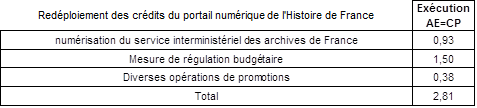 Redéploiement des crédits du portail numérique de l'Histoire de France Exécution AE=CP
numérisation du service interministériel des archives de France 0,93
Mesure de régulation budgétaire 1,50
Diverses opérations de promotions 0,38
Total 2,81